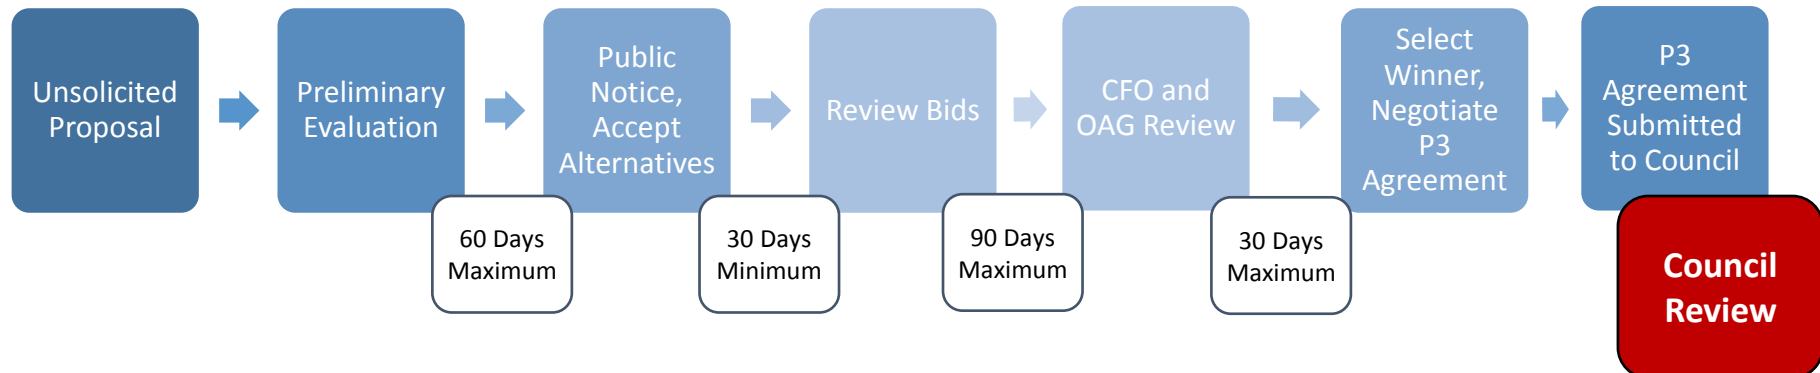 Unsolicited
Proposal
Preliminary
Evaluation
Public
Notice,
Accept
Alternatives
Review Bids
CFO and
OAG Review
Select
Winner,
Negotiate
P3
Agreement
P3
Agreement
Submitted
to Council
60 Days
Maximum
30 Days
Minimum
90 Days
Maximum
30 Days
Maximum
Council
Review